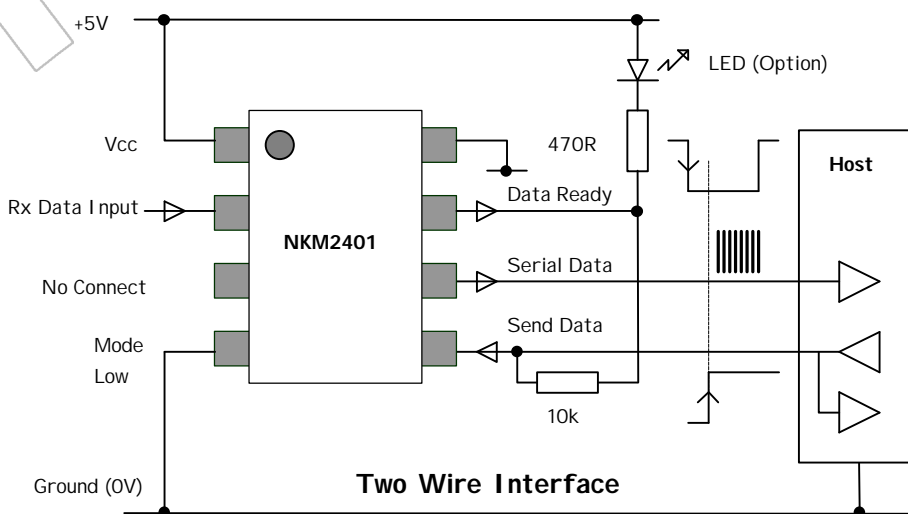 +5V
LED (Option)
Vcc
470R
Host
Rx Data Input
Data Ready
NKM2401
No Connect
Serial Data
Mode
Low
Send Data
10k
Ground (0V)
Two Wire Interface